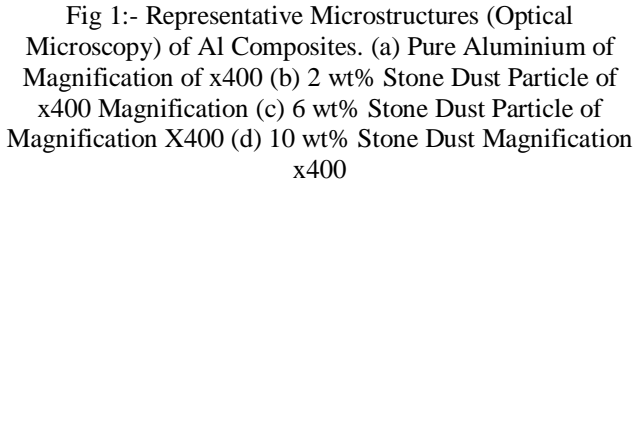 Fig 1:- Representative Microstructures (Optical
Microscopy) of Al Composites. (a) Pure Aluminium of
Magnification of x400 (b) 2 wt% Stone Dust Particle of
x400 Magnification (c) 6 wt% Stone Dust Particle of
Magnification X400 (d) 10 wt% Stone Dust Magnification
x400